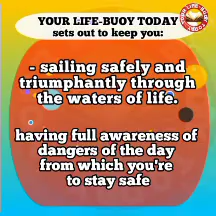 YOUR LiFE-BUOY TODAY
sets out to keep you:
- sailing safely and
triumphantly through
the waters of life.
having full awareness of
dangers of the day
from which you're
to stay safe